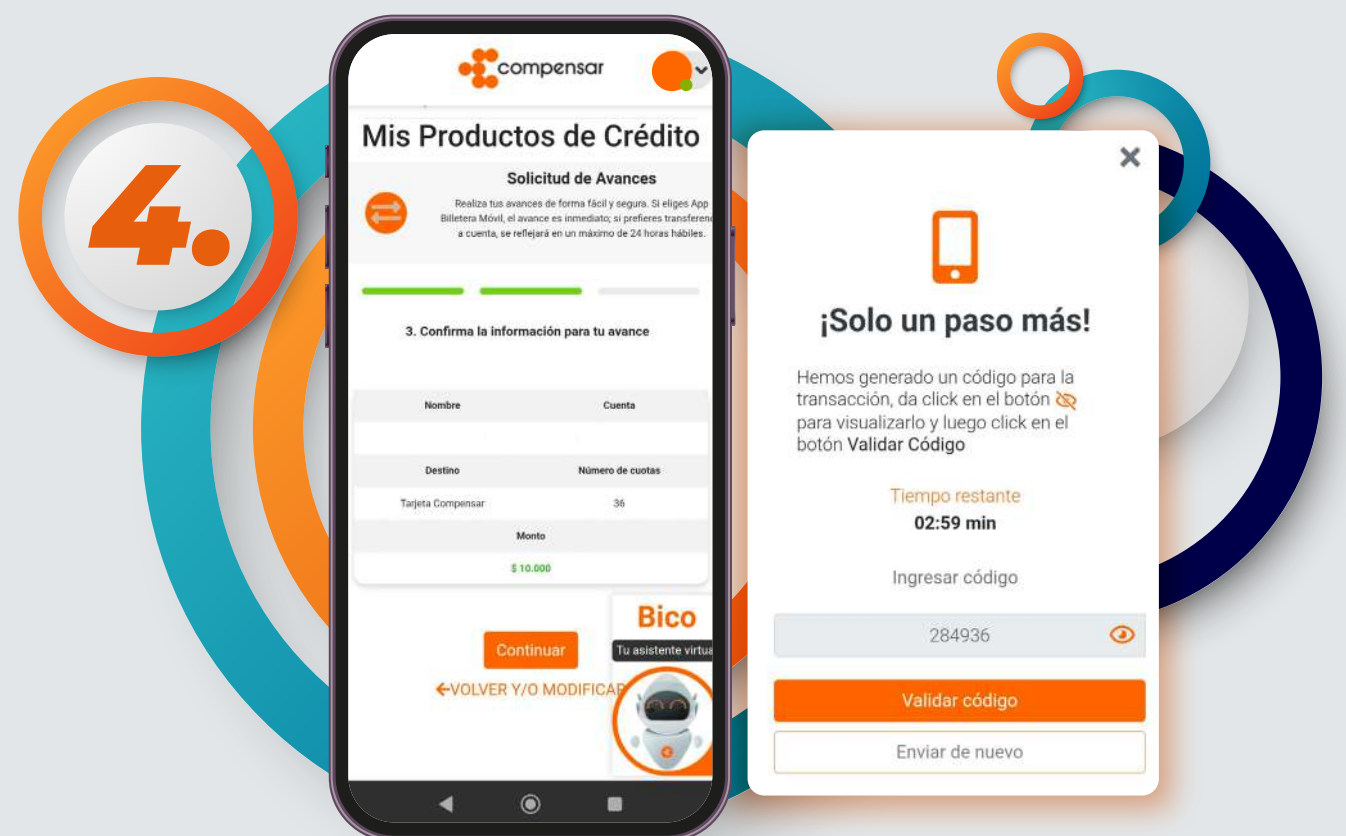 4.
compensar
Mis Productos de Crédito
Solicitud de Avances
Realiza tus avances de forma fácil y segura. Si eliges App
Billetera Móvil, el avance es inmediato; si prefieres transferen
a cuenta, se reflejará en un máximo de 24 horas hábiles.
3. Confirma la información para tu avance
Nombre Cuenta
Destino Número de cuotas
Tarjeta Compensar 36
Monto
$ 10.000
Continuar
VOLVER Y/O MODIFICAR
Bico
Tu asistente virtua
¡Solo un paso más!
Hemos generado un código para la
transacción, da click en el botón
para visualizarlo y luego click en el
botón Validar Código
Tiempo restante
02:59 min
Ingresar código
284936
Validar código
Enviar de nuevo